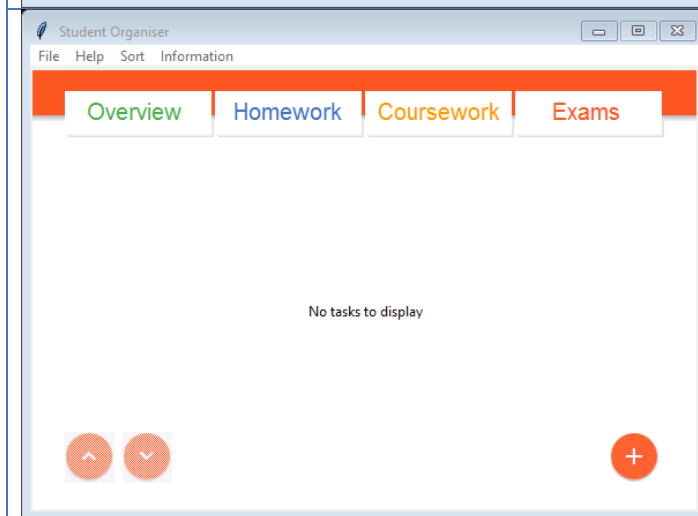 Student Organiser
File Help Sort Information
Overview Homework Coursework Exams
No tasks to display